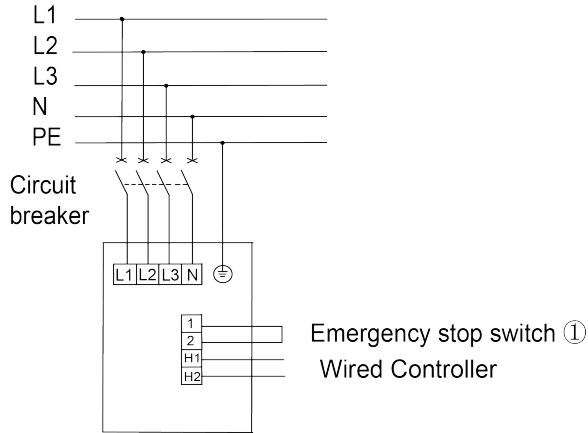 L1
L2
L3
N
PE
Circuit
breaker
L1 L2 L3 N
1
2
H1
H2
Emergency stop switch ①
Wired Controller